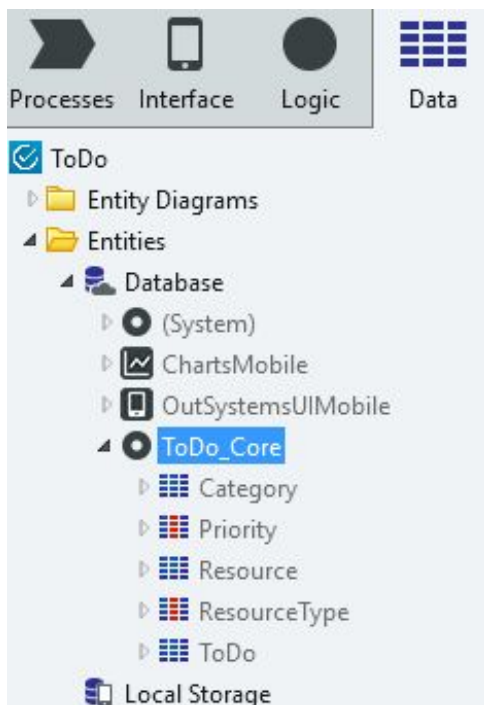 Processes Interface Logic Data
ToDo
Entity Diagrams
Entities
Database
(System)
ChartsMobile
OutSystemsUIMobile
ToDo_Core
Category
Priority
Resource
ResourceType
ToDo
Local Storage